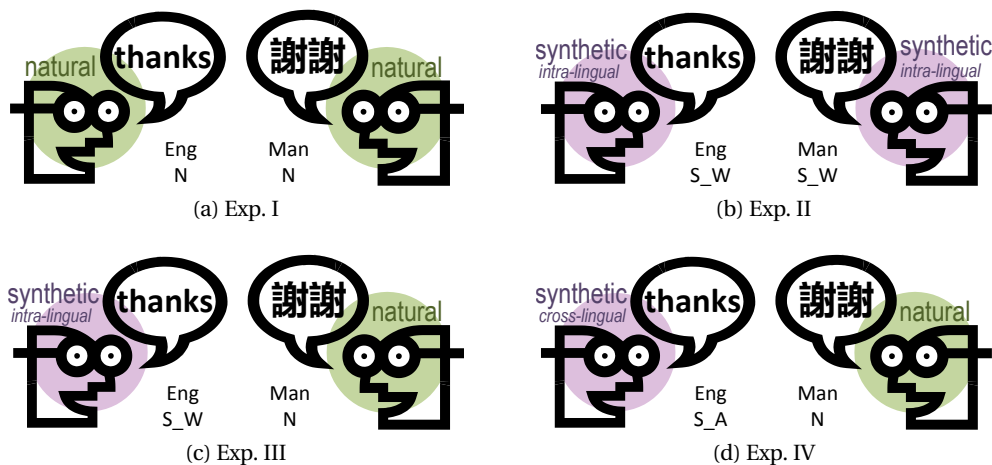 natural
thanks
謝謝
natural
Eng
N
Man
N
(a) Exp. I
synthetic
intra-lingual
thanks
謝謝
synthetic
intra-lingual
Eng
S_W
Man
S_W
(b) Exp. II
synthetic
intra-lingual
thanks
謝謝
natural
Eng
S_W
Man
N
(c) Exp. III
synthetic
cross-lingual
thanks
謝謝
natural
Eng
S_A
Man
N
(d) Exp. IV